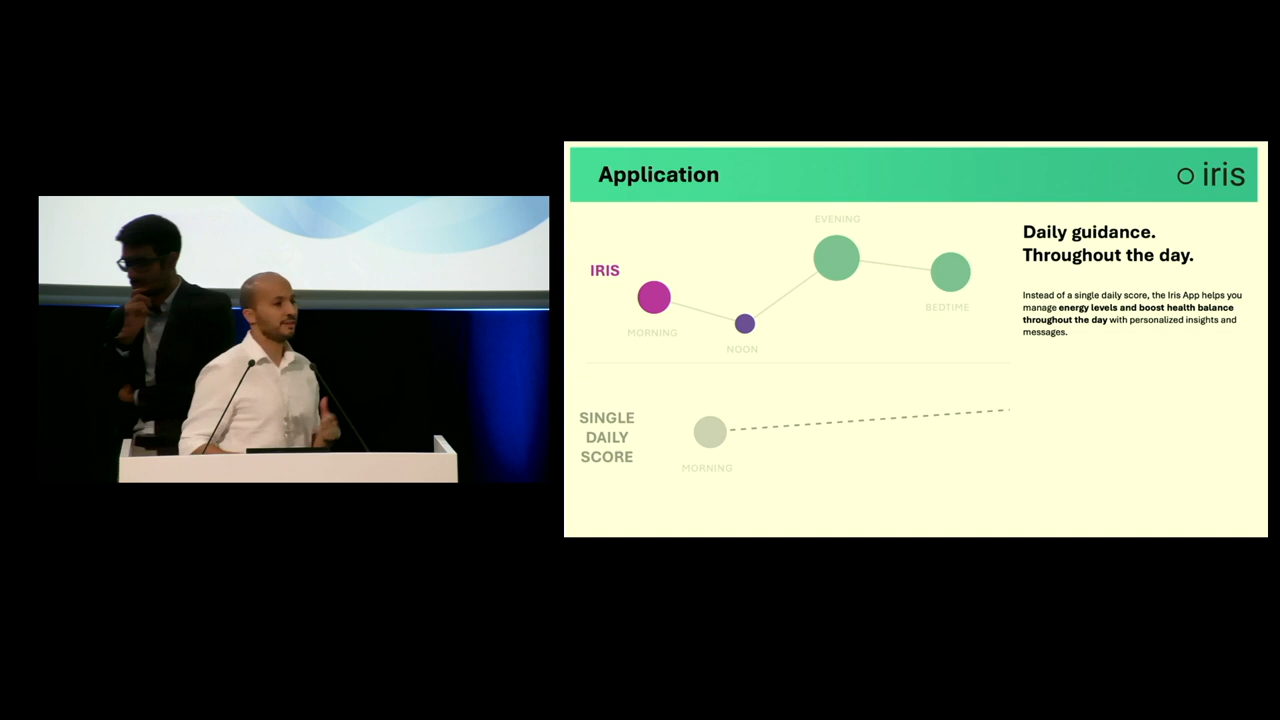 Application
iris
EVENING
IRIS
BEDTIME
MORNING
NOON
SINGLE
DAILY
SCORE
MORNING
Daily guidance.
Throughout the day.
Instead of a single daily score, the Iris App helps you
manage energy levels and boost health balance
throughout the day with personalized insights and
messages.